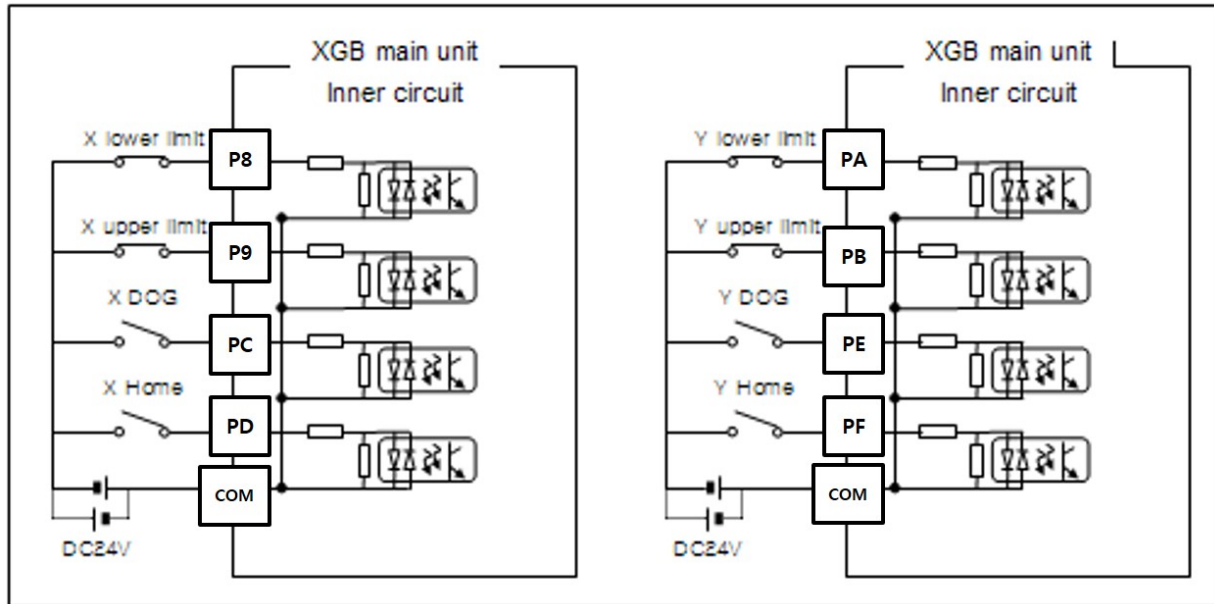 XGB main unit
Inner circuit
X lower limit
P8
X upper limit
P9
X DOG
PC
X Home
PD
COM
DC24V
XGB main unit
Inner circuit
Y lower limit
PA
Y upper limit
PB
Y DOG
PE
Y Home
PF
COM
DC24V